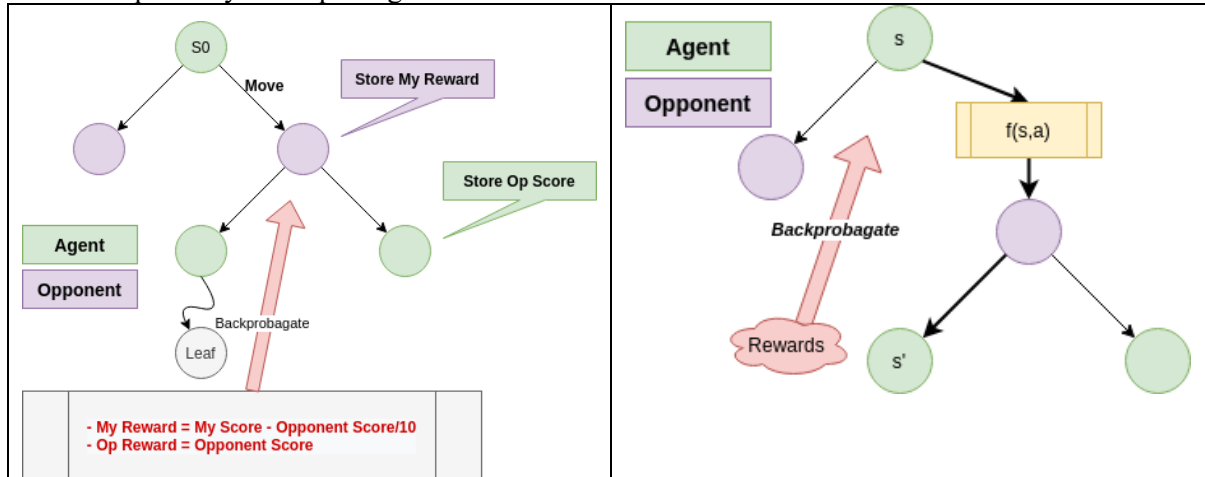 S0
Move
Store My Reward
Store Op Score
Agent
Opponent
Backprobagate
Leaf
- My Reward = My Score - Opponent Score/10
- Op Reward = Opponent Score
Agent
Opponent
s
f(s,a)
Backprobagate
Rewards
s'